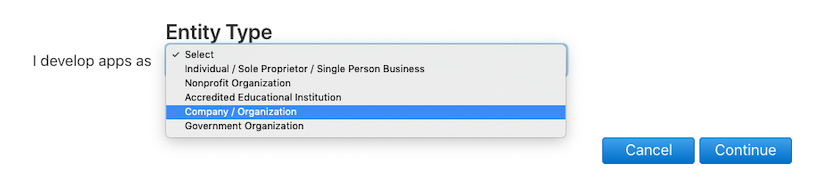 Entity Type
I develop apps as
✓ Select
Individual / Sole Proprietor / Single Person Business
Nonprofit Organization
Accredited Educational Institution
Company / Organization
Government Organization
Cancel
Continue